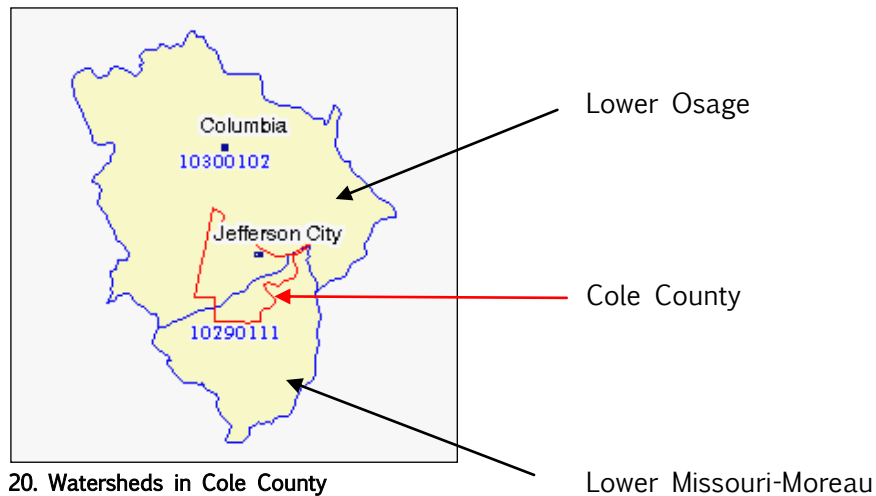 Lower Osage
Columbia
10300102
Jefferson City
Cole County
10290111
20. Watersheds in Cole County
Lower Missouri-Moreau